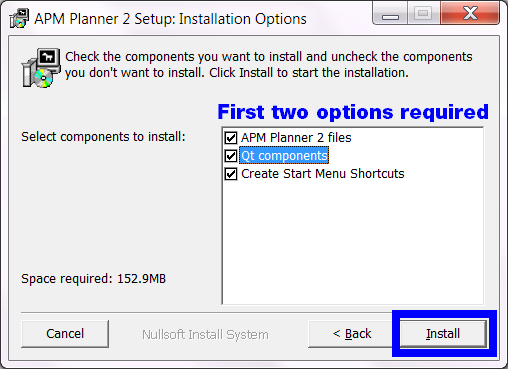 APM Planner 2 Setup: Installation Options
Check the components you want to install and uncheck the components
you don't want to install. Click Install to start the installation.
First two options required
Select components to install:
APM Planner 2 files
Qt components
Create Start Menu Shortcuts
Space required: 152.9MB
Cancel
Nullsoft Install System
< Back
Install